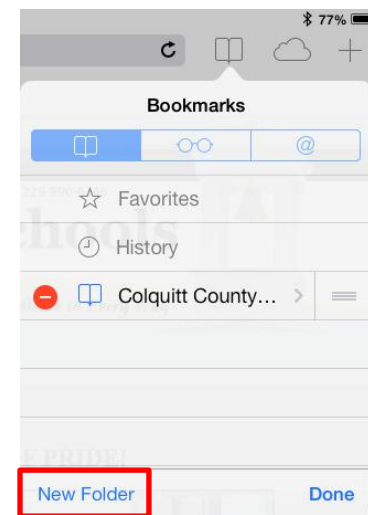 77%
Bookmarks
@
Favorites
History
Colquitt County...
New Folder
Done